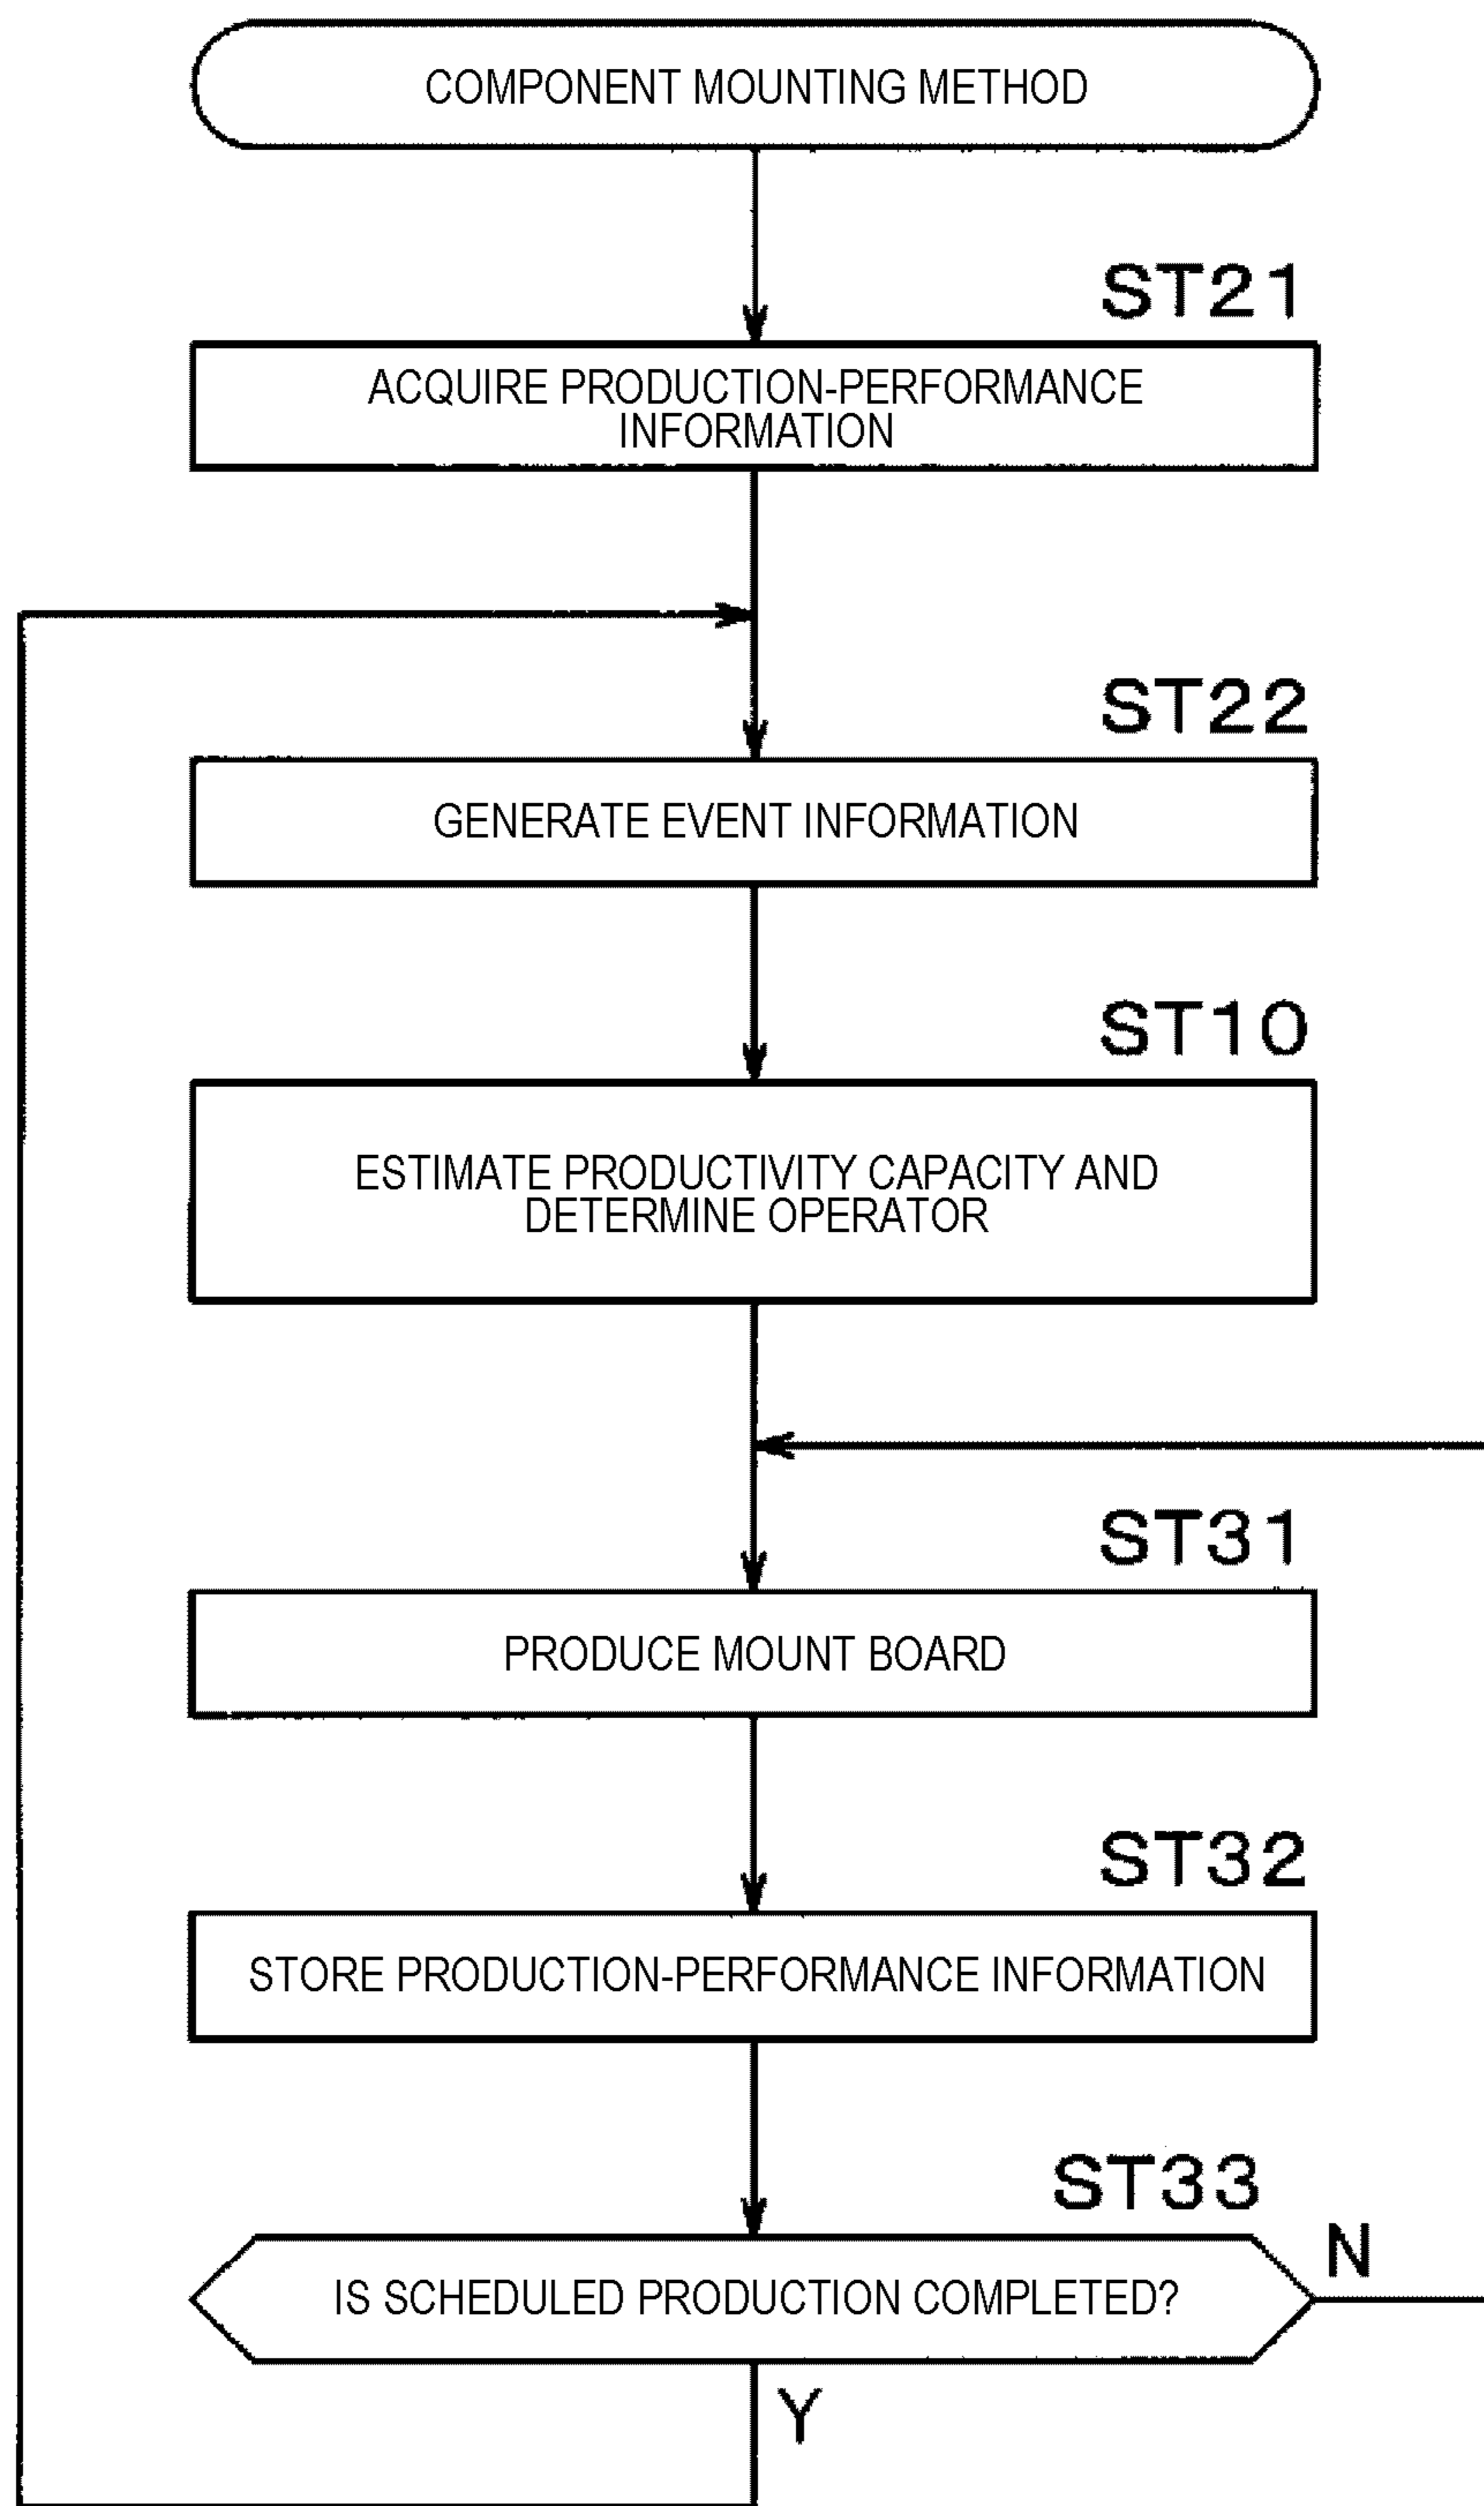 COMPONENT MOUNTING METHOD
ST21
ACQUIRE PRODUCTION-PERFORMANCE
INFORMATION
ST22
GENERATE EVENT INFORMATION
ST10
ESTIMATE PRODUCTIVITY CAPACITY AND
DETERMINE OPERATOR
ST31
PRODUCE MOUNT BOARD
ST32
STORE PRODUCTION-PERFORMANCE INFORMATION
ST33
N
IS SCHEDULED PRODUCTION COMPLETED?
Y